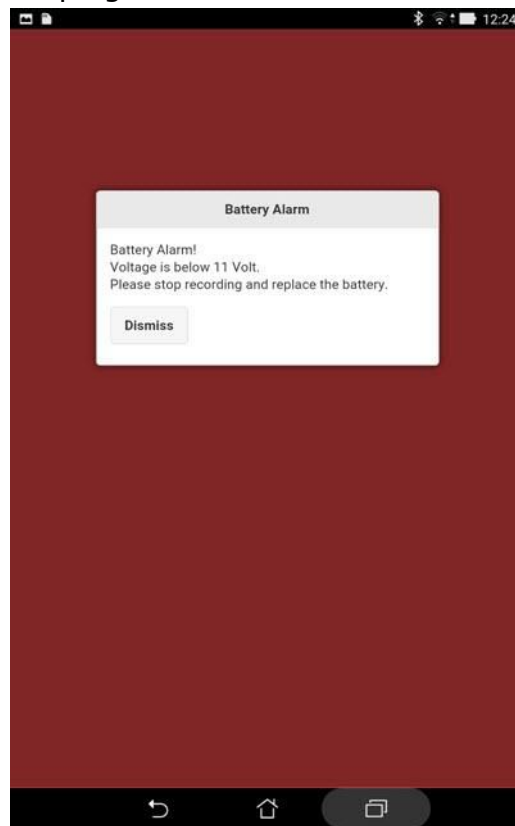 12:24
Battery Alarm
Battery Alarm!
Voltage is below 11 Volt.
Please stop recording and replace the battery.
Dismiss